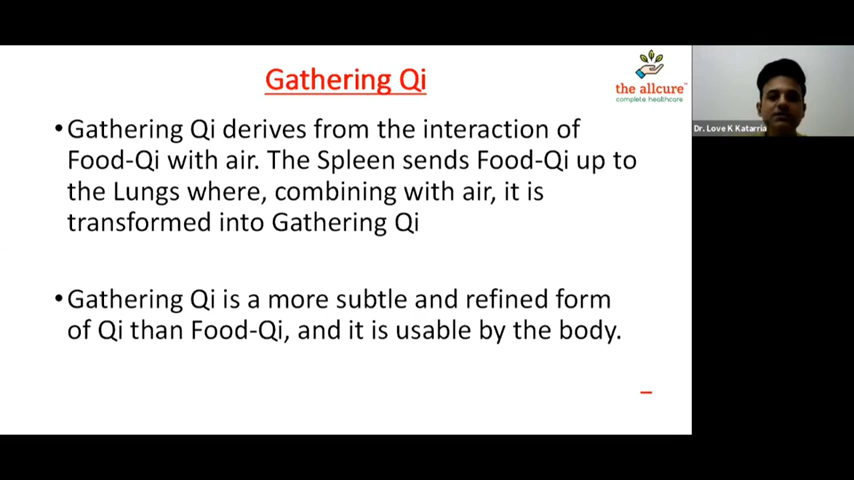 Gathering Qi
the allcure™
complete healthcare
Dr. Love K Katarria
•Gathering Qi derives from the interaction of
Food-Qi with air. The Spleen sends Food-Qi up to
the Lungs where, combining with air, it is
transformed into Gathering Qi
•Gathering Qi is a more subtle and refined form
of Qi than Food-Qi, and it is usable by the body.